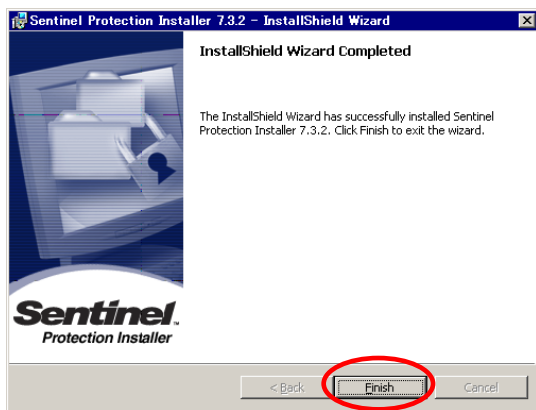 Sentinel Protection Installer 7.3.2 - InstallShield Wizard
InstallShield Wizard Completed
The InstallShield Wizard has successfully installed Sentinel
Protection Installer 7.3.2. Click Finish to exit the wizard.
Sentinel™
Protection Installer
< Back
Finish
Cancel